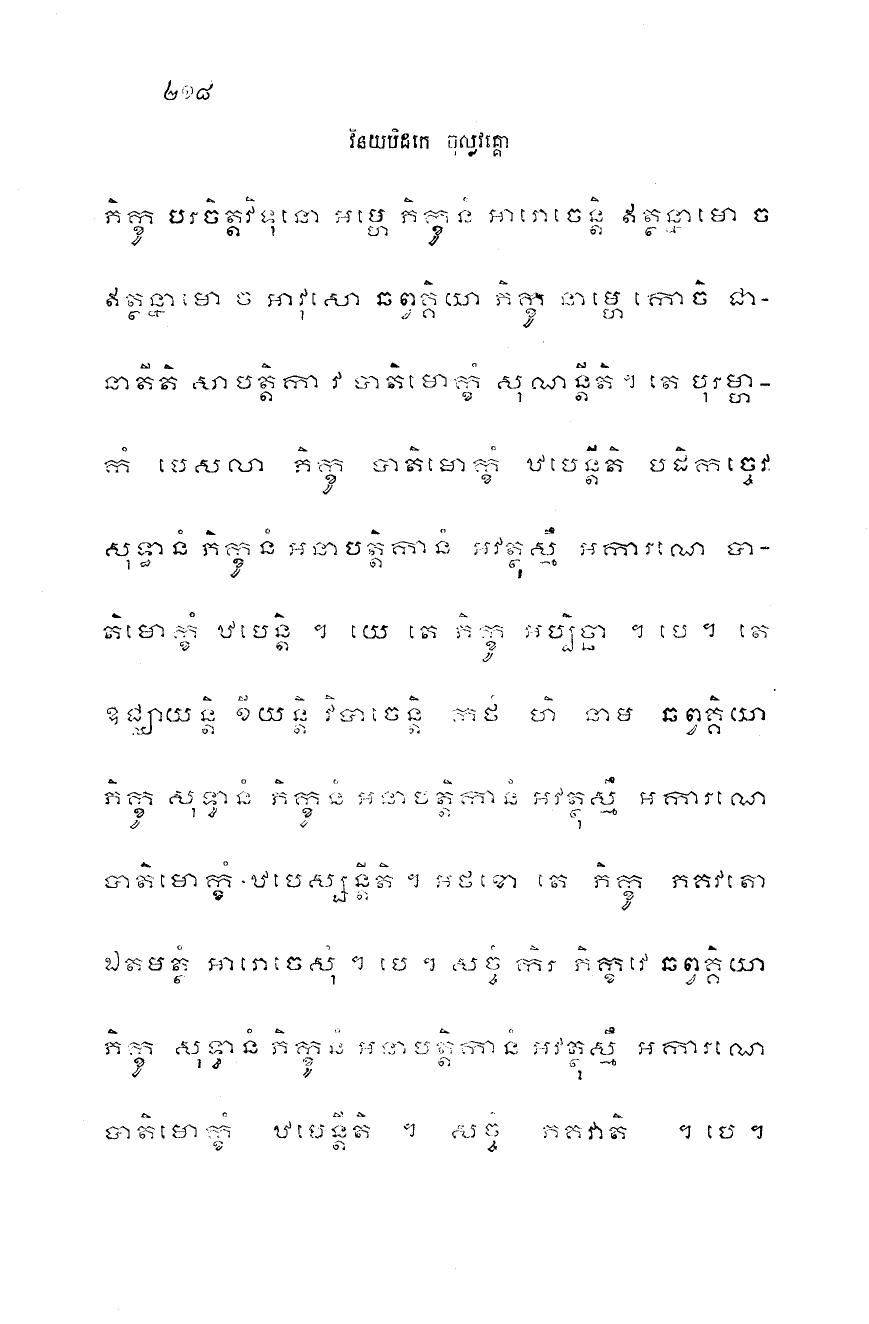 ២១៨
វិនយបិដកេ ចុល្លវគ្គោ
ភិក្ខូ បរចិត្តវិទុនោ អម្ហេ ភិក្ខូនំ អារោចេន្តិ ឥត្ថន្នាមោ ច
ឥត្ថន្នាមោ ច អាវុសោ ឆព្វគ្គិយា ភិក្ខូ នាម្ហេ កោចិ ជា-
នាតីតិ សាបត្តិកា វ បាតិមោក្ខំ សុណន្តីតិ។ តេ បុរម្ហា-
កំ បេសលា ភិក្ខូ បាតិមោក្ខំ ឋបេន្តីតិ បដិកច្ចេវ
សុទ្ធានំ ភិក្ខូនំ អនាបត្តិកានំ អវត្ថុស្មឹ អការណេ បា-
តិមោក្ខំ ឋបេន្តិ ។ យេ តេ ភិក្ខូ អប្បិច្ឆា ។ បេ ។ តេ
ឧជ្ឈាយន្តិ ខីយន្តិ វិបាចេន្តិ កថំ ហិ នាម ឆព្វគ្គិយា
ភិក្ខូ សុទ្ធានំ ភិក្ខូនំ អនាបត្តិកានំ អវត្ថុស្មឹ អការណេ
បាតិមោក្ខំ ឋបេស្សន្តីតិ ។ អថខោ តេ ភិក្ខូ ភគវតោ
ឯតមត្ថំ អារោចេសុំ ។ បេ ។ សច្ចំ កិរ ភិក្ខវេ ឆព្វគ្គិយា
ភិក្ខូ សុទ្ធានំ ភិក្ខូនំ អនាបត្តិកានំ អវត្ថុស្មឹ អការណេ
បាតិមោក្ខំ ឋបេន្តីតិ ។ សច្ចំ ភគវាតិ ។ បេ ។